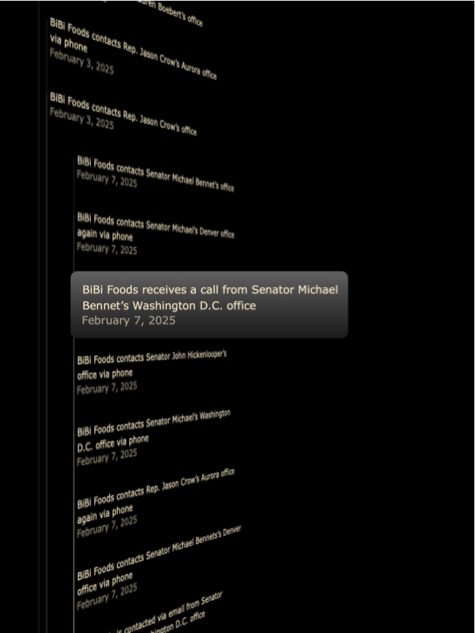 uren Boebert's office
BiBi Foods contacts Rep. Jason Crow's Aurora office
via phone
February 3, 2025
BiBi Foods contacts Rep. Jason Crow's office
February 3, 2025
BiBi Foods contacts Senator Michael Bennet's office
February 7, 2025
BiBi Foods contacts Senator Michael's Denver office
again via phone
February 7, 2025
BiBi Foods receives a call from Senator Michael
Bennet's Washington D.C. office
February 7, 2025
BiBi Foods contacts Senator John Hickenlooper's
office via phone
February 7, 2025
BiBi Foods contacts Senator Michael's Washington
D.C. office via phone
February 7, 2025
BiBi Foods contacts Rep. Jason Crow's Aurora office
again via phone
February 7, 2025
BiBi Foods contacts Senator Michael Bennets's Denver
office via phone
February 7, 2025
is contacted via email from Senator
hington D.C. office